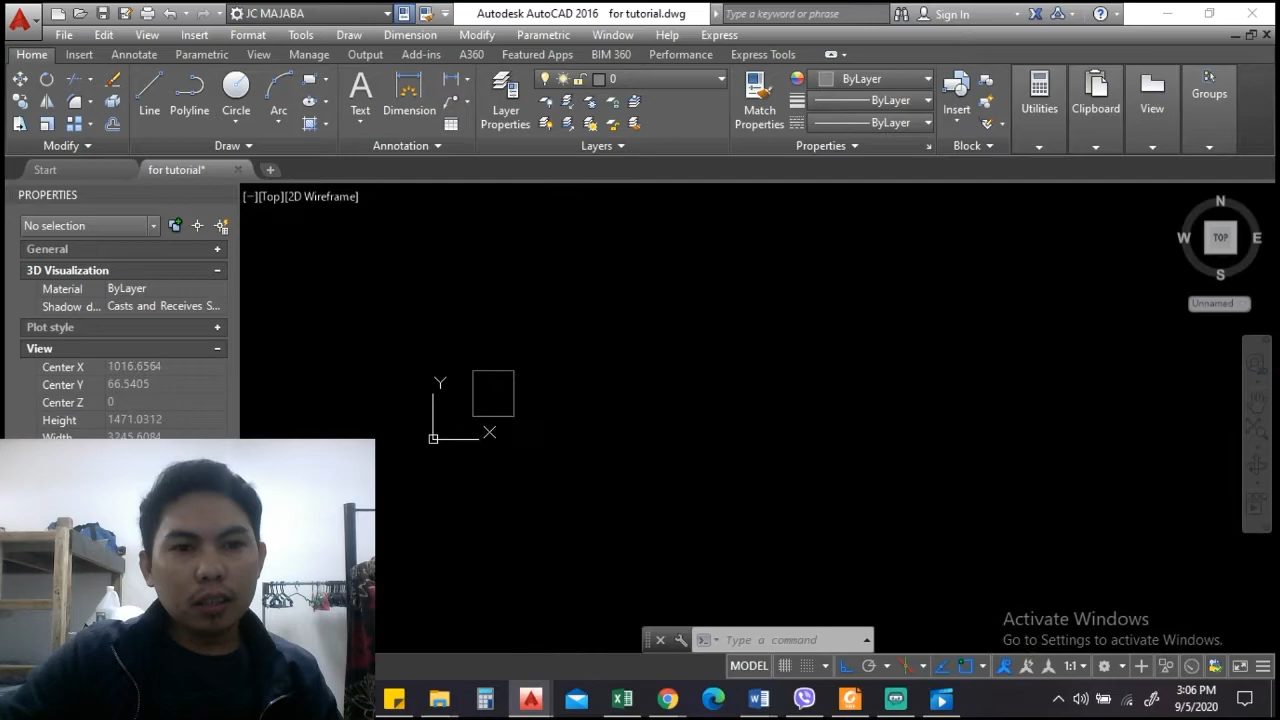 JC MAJABA
Autodesk AutoCAD 2016 for tutorial.dwg
Type a keyword or phrase
Sign In
File Edit View Insert Format Tools Draw Dimension Modify Parametric Window Help Express
Home Insert Annotate Parametric View Manage Output Add-ins A360 Featured Apps BIM 360 Performance Express Tools
Line Polyline Circle Arc
Text Dimension
Layer
Properties
0
Match
Properties
ByLayer
ByLayer
ByLayer
Insert
Utilities Clipboard View Groups
Modify Draw Annotation Layers Properties Block
Start for tutorial*
PROPERTIES
No selection
General
3D Visualization
Material ByLayer
Shadow d... Casts and Receives S...
Plot style
View
Center X 1016.6564
Center Y 66.5405
Center Z 0
Height 1471.0312
Width 3245.6084
[−][Top][2D Wireframe]
N
W TOP E
S
Unnamed
Y
X
Activate Windows
Go to Settings to activate Windows.
Type a command
MODEL 1:1
3:06 PM
9/5/2020